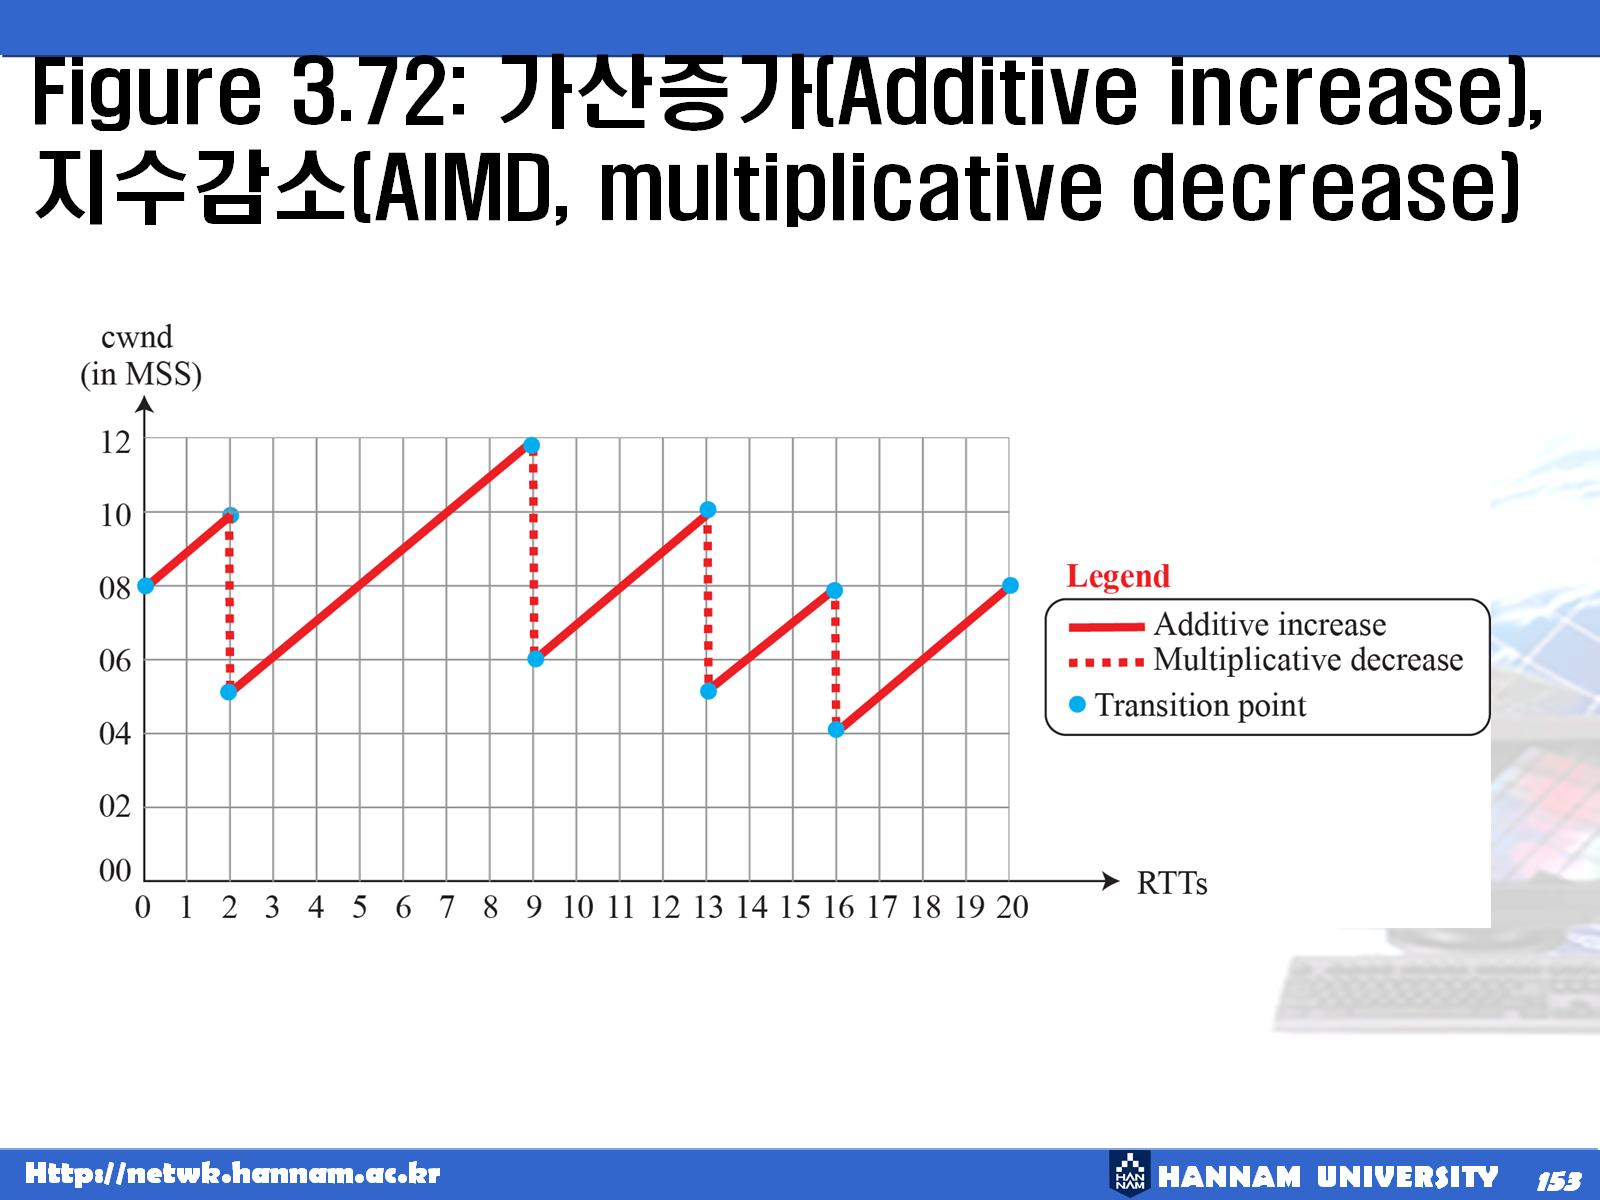 Figure 3.72: 가산증가(Additive increase),
지수감소(AIMD, multiplicative decrease)
cwnd
(in MSS)
12
10
08
06
04
02
00
0 1 2 3 4 5 6 7 8 9 10 11 12 13 14 15 16 17 18 19 20
RTTs
Legend
Additive increase
Multiplicative decrease
Transition point
Http://netwk.hannam.ac.kr
HAN
NAM
HANNAM UNIVERSITY
153